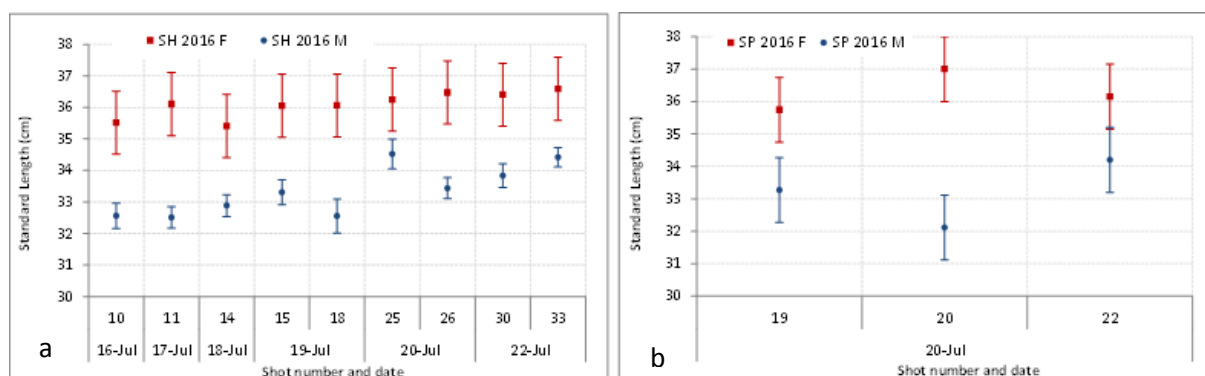 SH 2016 F SH 2016 M
Standard Length (cm)
38
37
36
35
34
33
32
31
30
10 11 14 15 18 25 26 30 33
16-Jul 17-Jul 18-Jul 19-Jul 20-Jul 22-Jul
Shot number and date
a
SP 2016 F SP 2016 M
Standard Length (cm)
38
37
36
35
34
33
32
31
30
19 20 22
20-Jul
Shot number and date
b